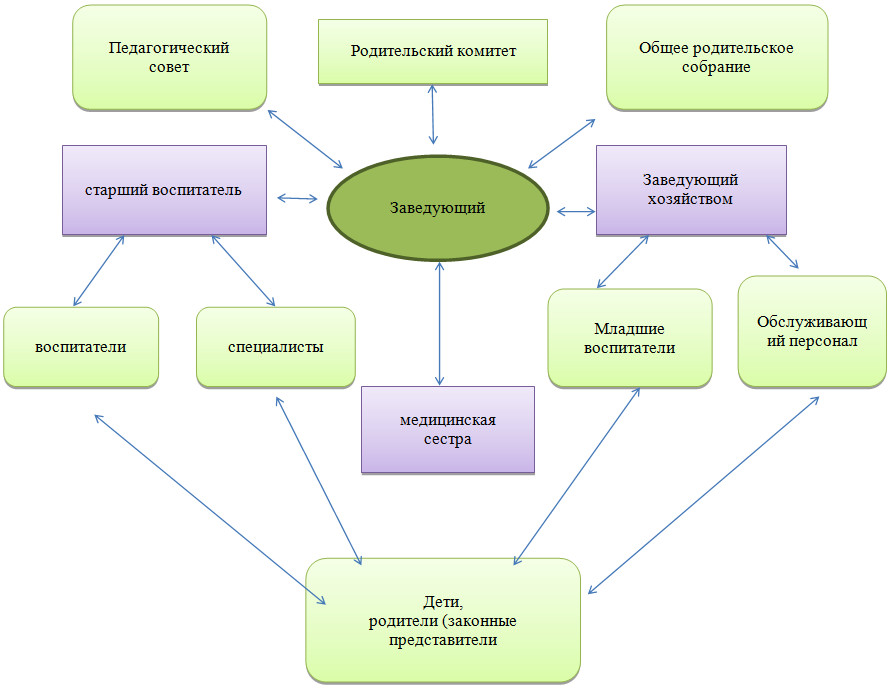 Педагогический
совет
Родительский комитет
Общее родительское
собрание
старший воспитатель
Заведующий
Заведующий
хозяйством
воспитатели
специалисты
Младшие
воспитатели
Обслуживающ
ий персонал
медицинская
сестра
Дети,
родители (законные
представители